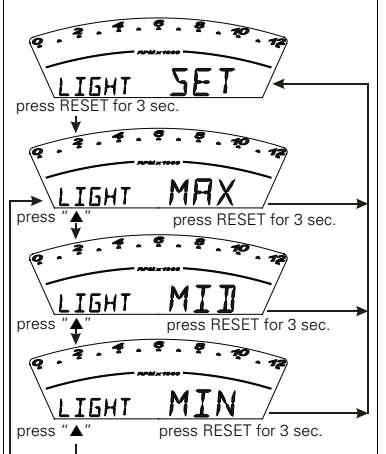 0 . 2 . 4 . 6 . 8 . 10 . 12
RPMx1000
LIGHT SET
press RESET for 3 sec.
0 . 2 . 4 . 6 . 8 . 10 . 12
RPMx1000
LIGHT MAX
press "▲" press RESET for 3 sec.
0 . 2 . 4 . 6 . 8 . 10 . 12
RPMx1000
LIGHT MID
press "▲" press RESET for 3 sec.
0 . 2 . 4 . 6 . 8 . 10 . 12
RPMx1000
LIGHT MIN
press "▲" press RESET for 3 sec.